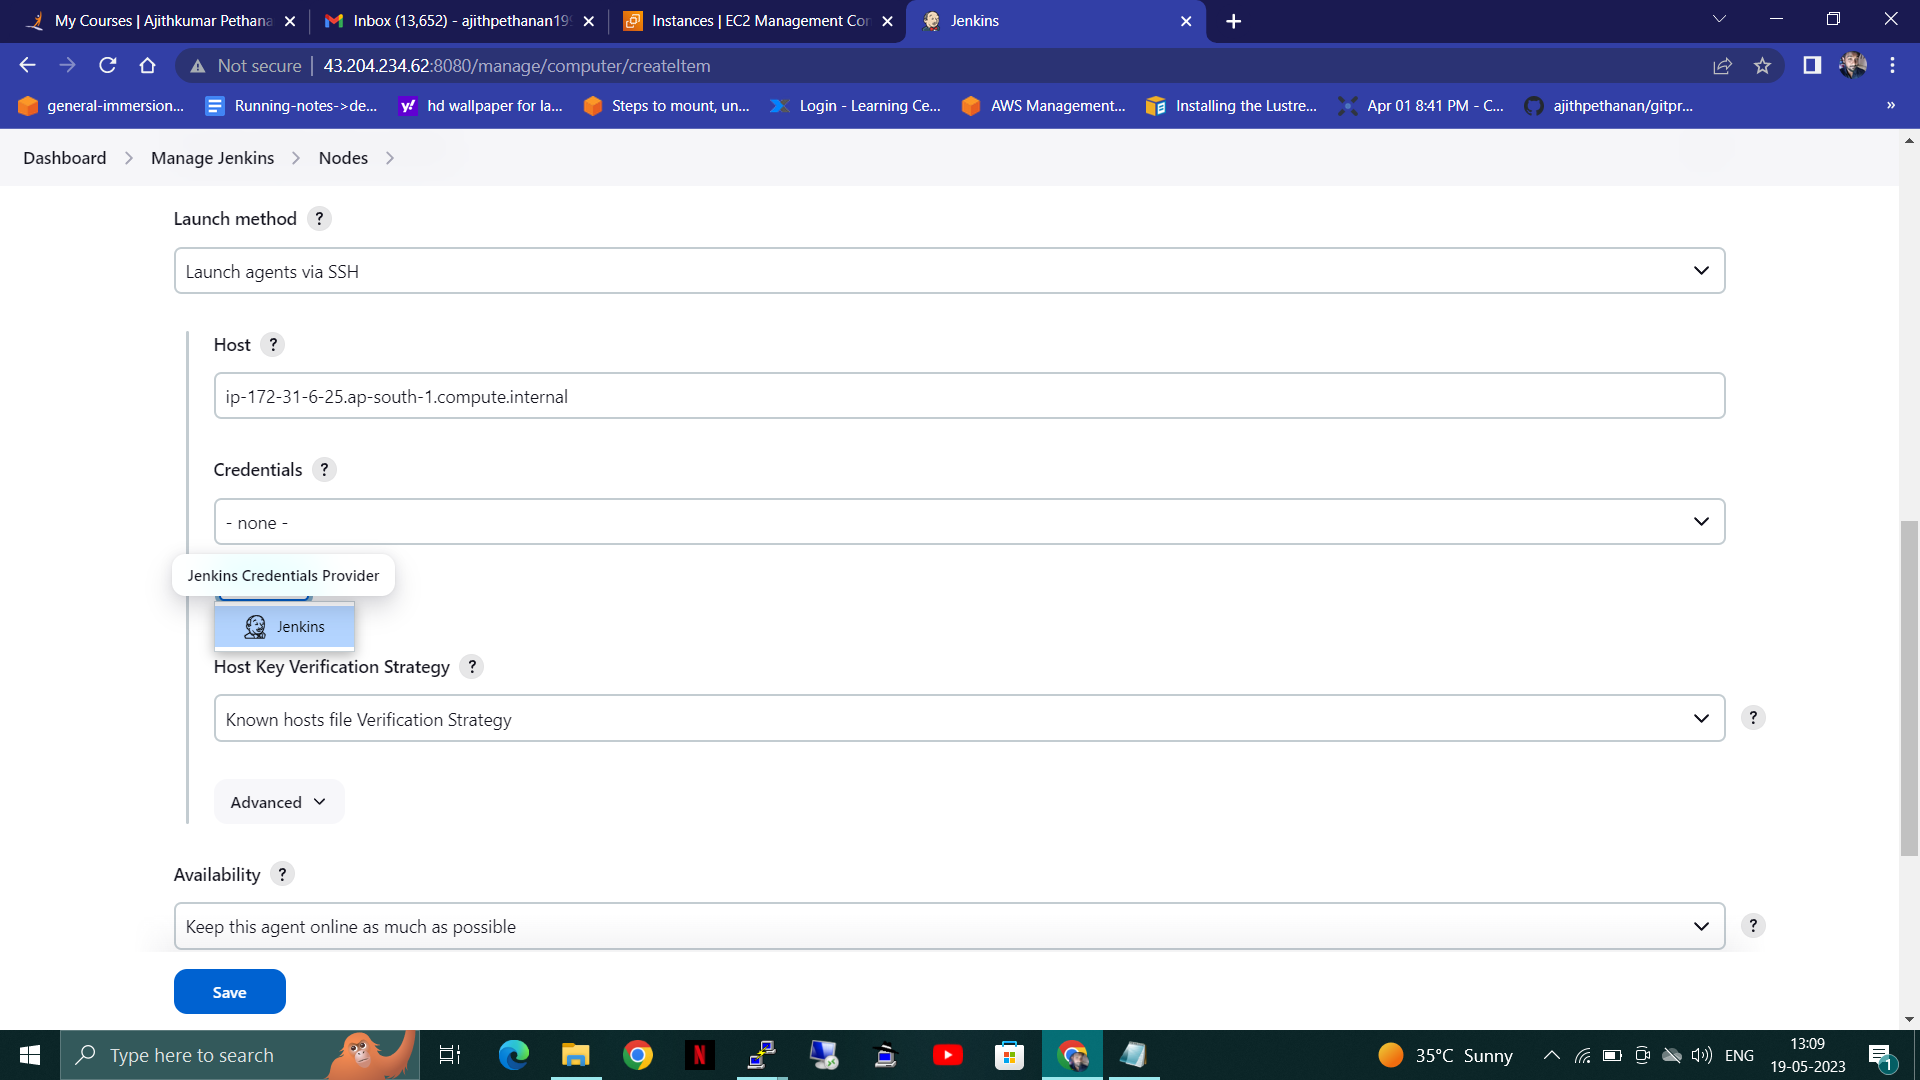 My Courses | Ajithkumar Pethana
Inbox (13,652) - ajithpethanan199
Instances | EC2 Management Con
Jenkins
Not secure
43.204.234.62:8080/manage/computer/createItem
general-immersion...
Running-notes->de...
hd wallpaper for la...
Steps to mount, un...
Login - Learning Ce...
AWS Management...
Installing the Lustre...
Apr 01 8:41 PM - C...
ajithpethanan/gitpr...
»
Dashboard
Manage Jenkins
Nodes
Launch method ?
Launch agents via SSH
Host ?
ip-172-31-6-25.ap-south-1.compute.internal
Credentials ?
- none -
Jenkins Credentials Provider
Jenkins
Host Key Verification Strategy ?
Known hosts file Verification Strategy
?
Advanced
Availability ?
Keep this agent online as much as possible
?
Save
Type here to search
35°C Sunny
ENG
13:09
19-05-2023
1